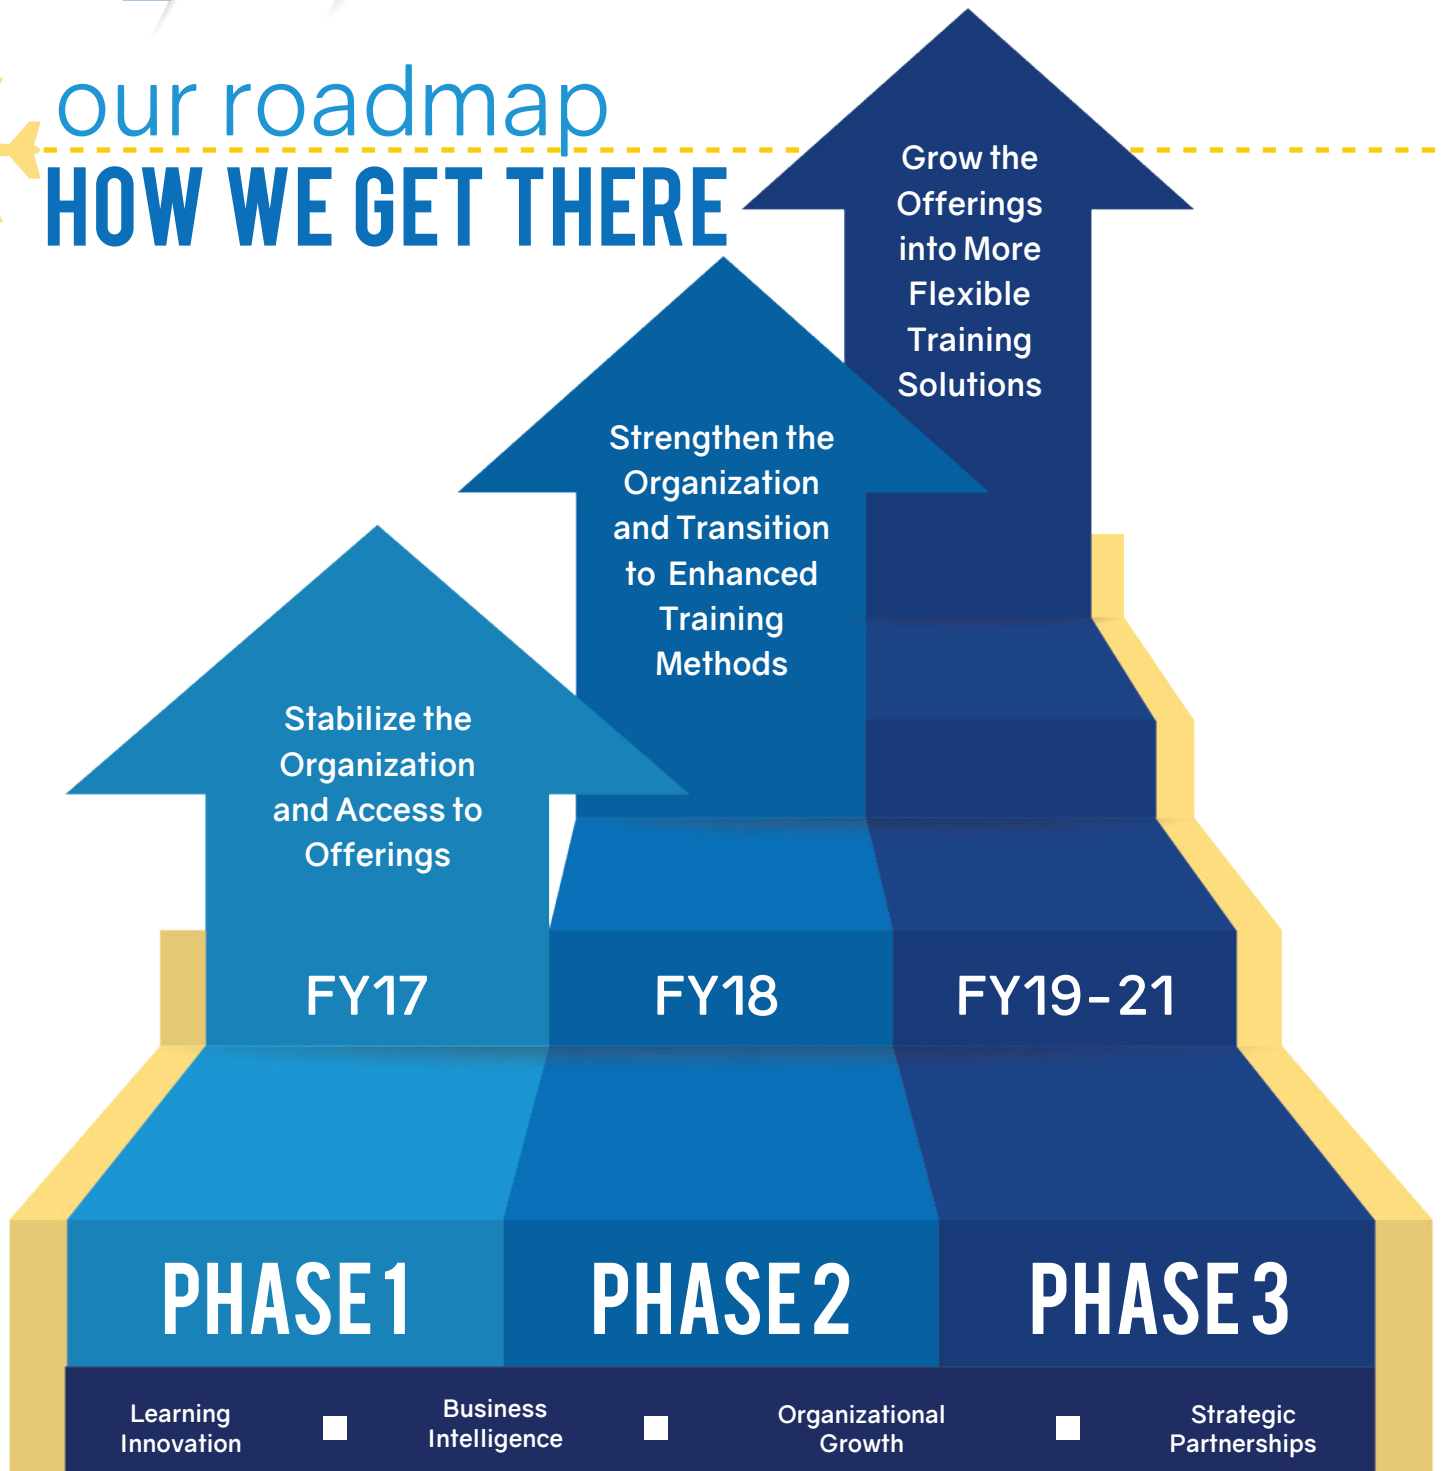 our roadmap
HOW WE GET THERE
Grow the
Offerings
into More
Flexible
Training
Solutions
Strengthen the
Organization
and Transition
to Enhanced
Training
Methods
Stabilize the
Organization
and Access to
Offerings
FY17
FY18
FY19-21
PHASE 1
PHASE 2
PHASE 3
Learning
Innovation
Business
Intelligence
Organizational
Growth
Strategic
Partnerships